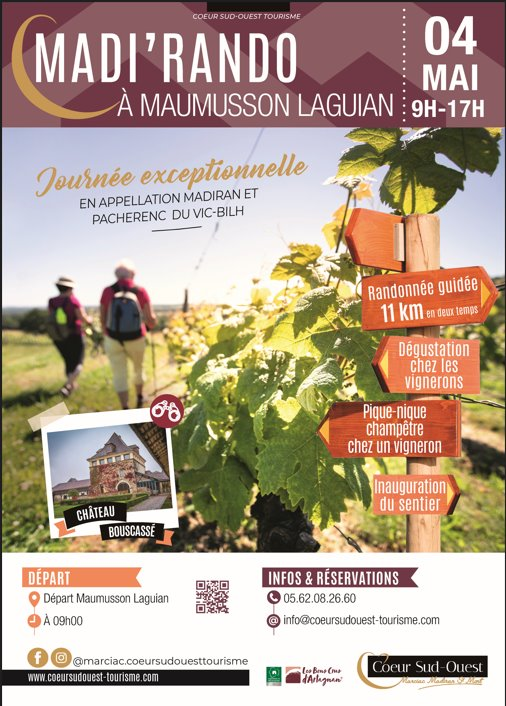 COEUR SUD-OUEST TOURISME
MADI'RANDO
À MAUMUSSON LAGUIAN
04
MAI
9H-17H
Journée exceptionnelle
EN APPELLATION MADIRAN ET
PACHERENC DU VIC-BILH
Randonnée guidée
11 km en deux temps
Dégustation
chez les
vignerons
Pique-nique
champêtre
chez un vigneron
Inauguration
du sentier
CHÂTEAU
BOUSCASSÉ
DÉPART
Départ Maumusson Laguian
À 09h00
INFOS & RÉSERVATIONS
05.62.08.26.60
info@coeursudouest-tourisme.com
@marciac.coeursudouesttourisme
www.coeursudouest-tourisme.com
Les Bons Crus
d'Artagnan
Coeur Sud-Ouest
Marciac Madiran St Mont